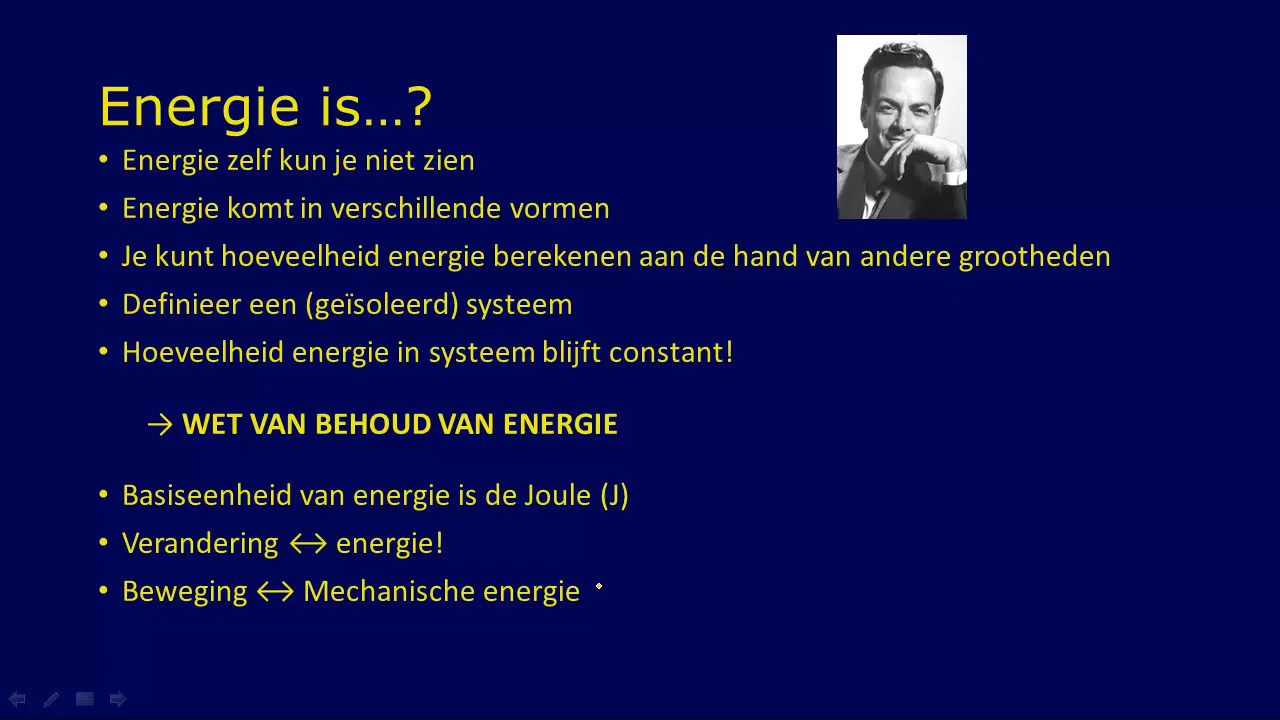 Energie is...?
• Energie zelf kun je niet zien
• Energie komt in verschillende vormen
• Je kunt hoeveelheid energie berekenen aan de hand van andere grootheden
• Definieer een (geïsoleerd) systeem
• Hoeveelheid energie in systeem blijft constant!
→ WET VAN BEHOUD VAN ENERGIE
• Basiseenheid van energie is de Joule (J)
• Verandering ↔ energie!
• Beweging ↔ Mechanische energie